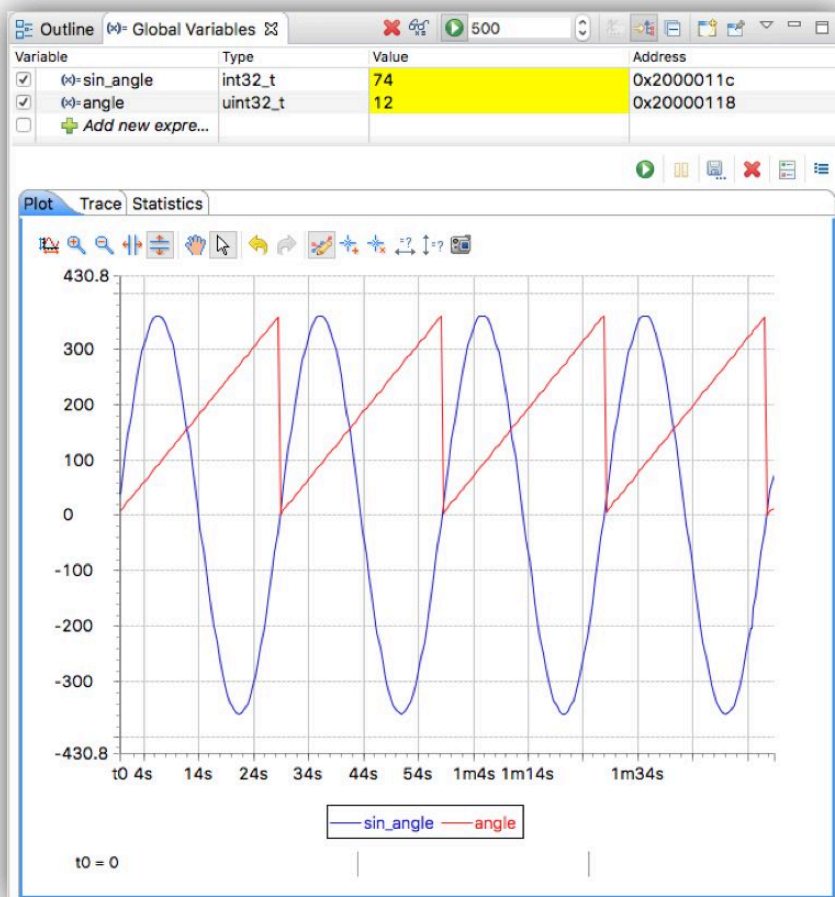 Outline (x)= Global Variables 500
Variable Type Value Address
(x)= sin_angle int32_t 74 0x2000011c
(x)= angle uint32_t 12 0x20000118
Add new expre...
Plot Trace Statistics
=? =?
430.8
300
200
100
0
-100
-200
-300
-430.8
t0 4s 14s 24s 34s 44s 54s 1m4s 1m14s 1m34s
sin_angle angle
t0 = 0